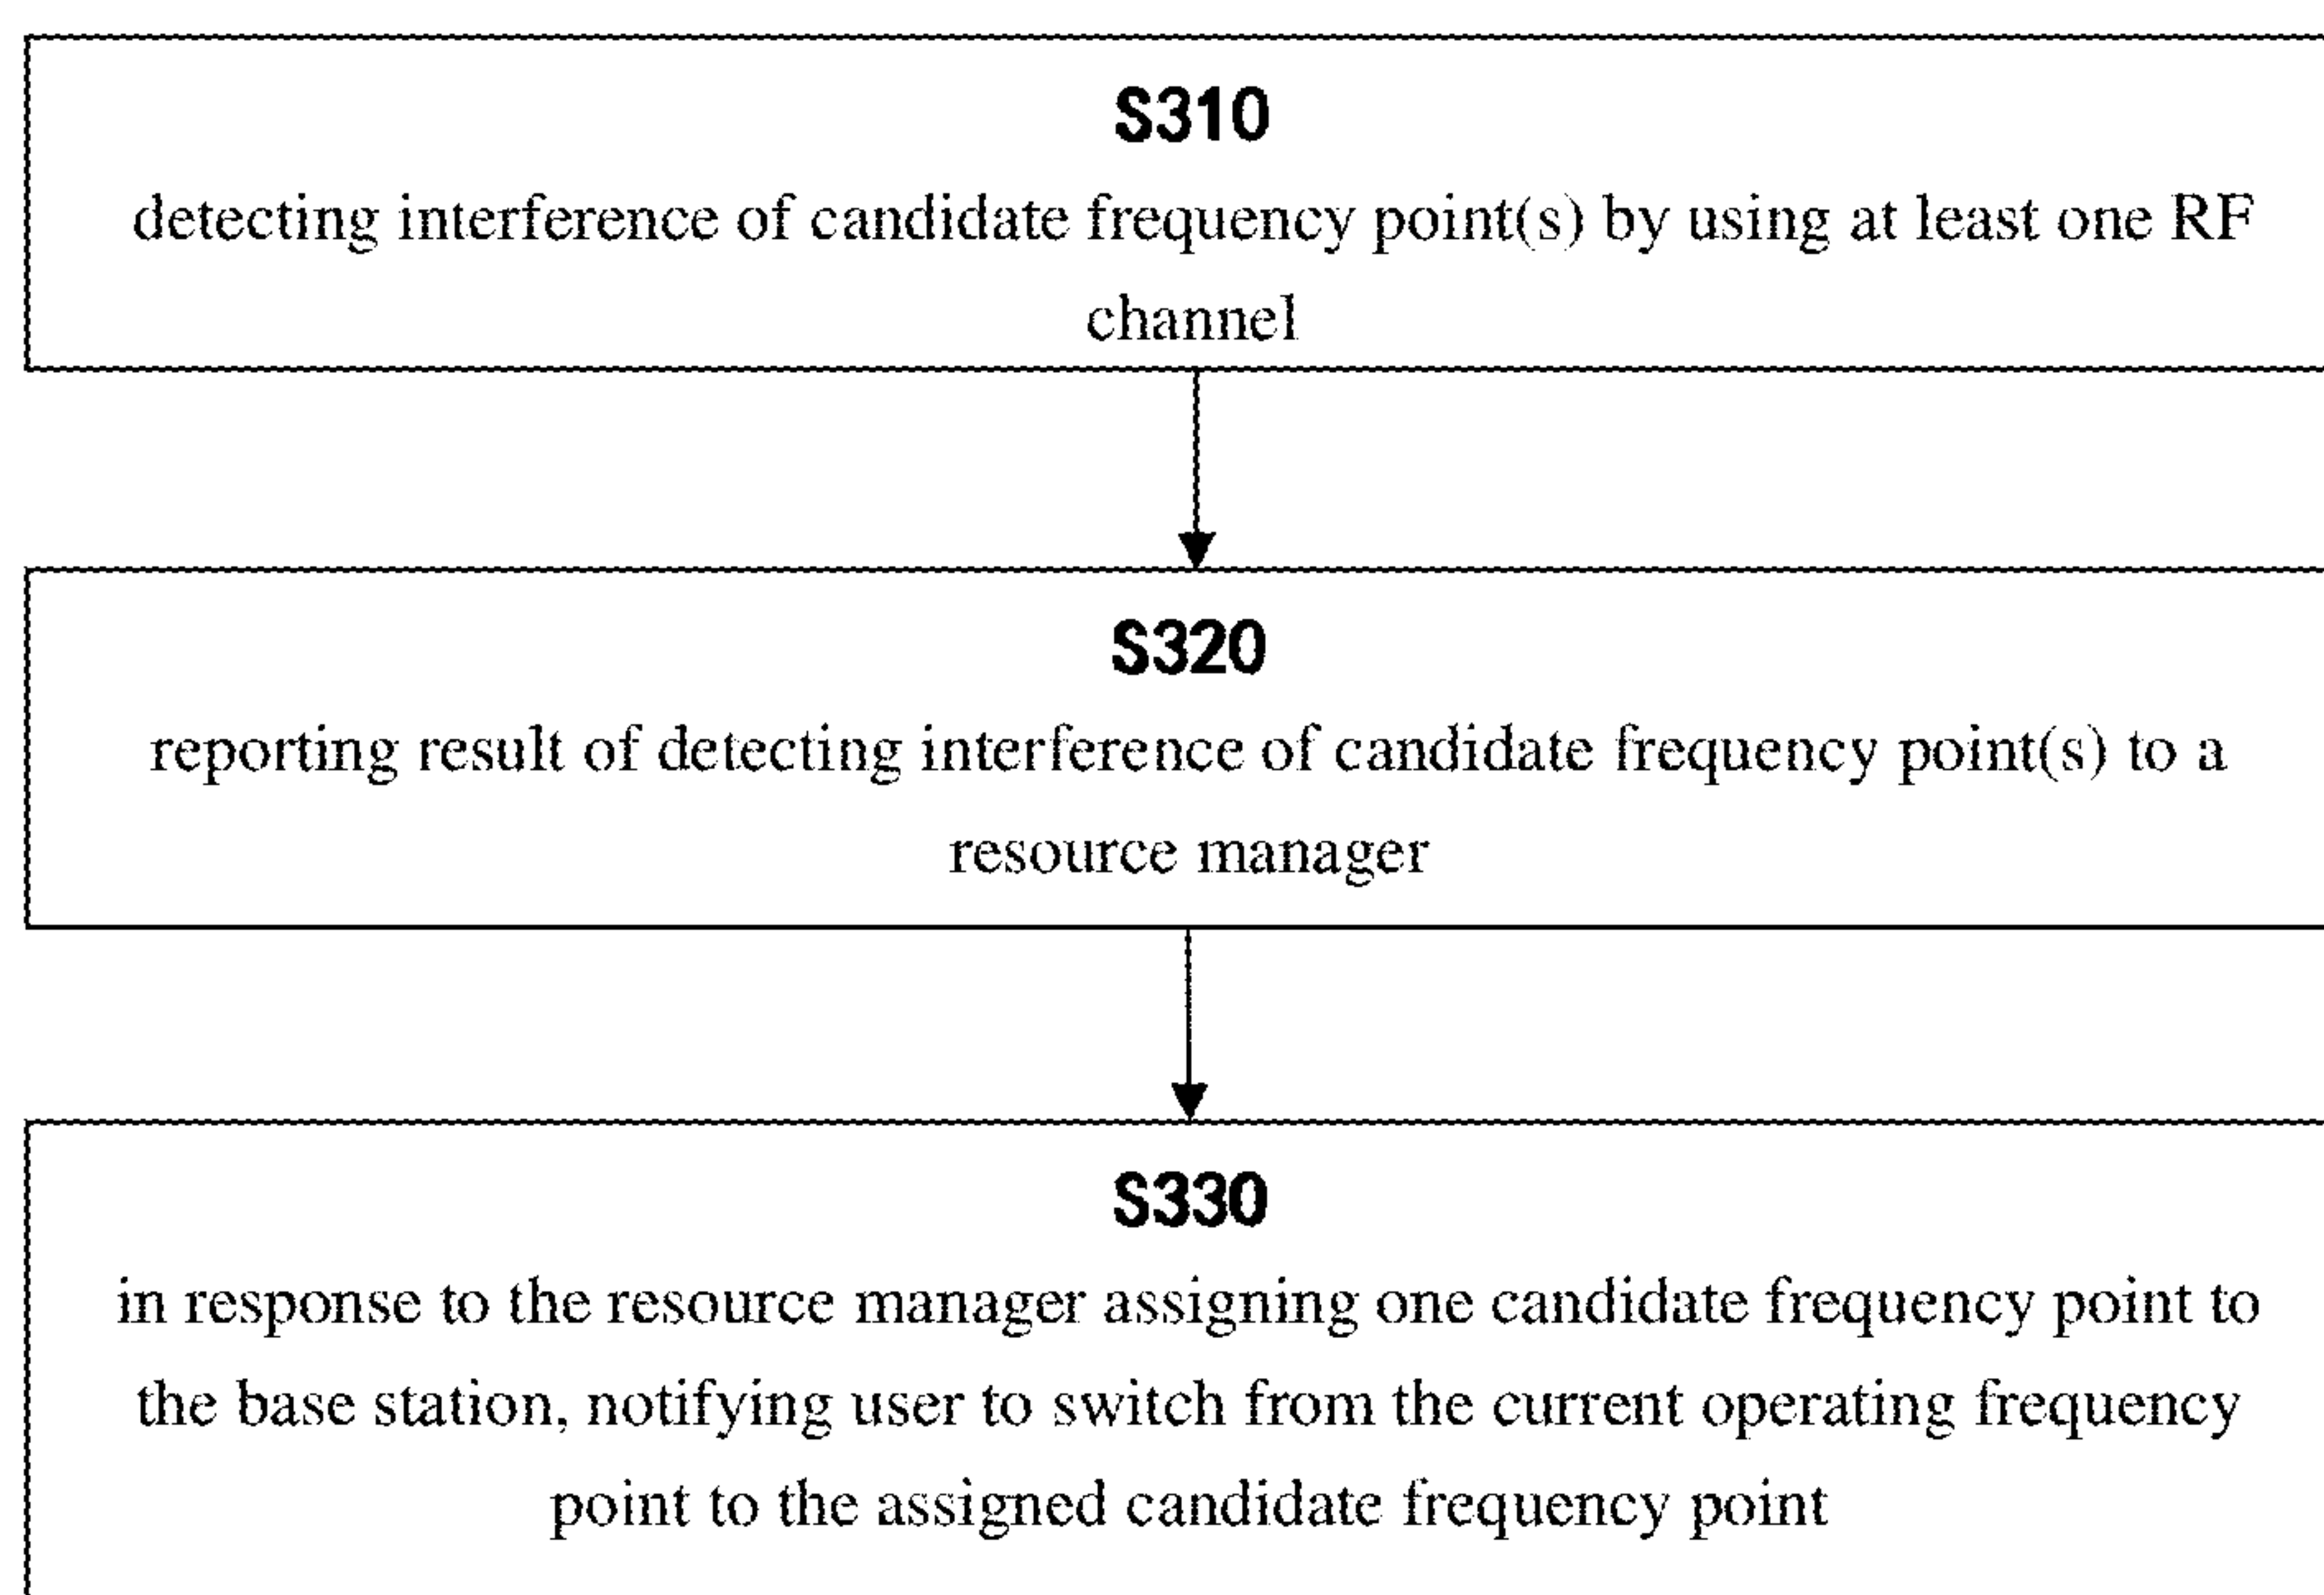 S310
detecting interference of candidate frequency point(s) by using at least one RF
channel
S320
reporting result of detecting interference of candidate frequency point(s) to a
resource manager
S330
in response to the resource manager assigning one candidate frequency point to
the base station, notifying user to switch from the current operating frequency
point to the assigned candidate frequency point